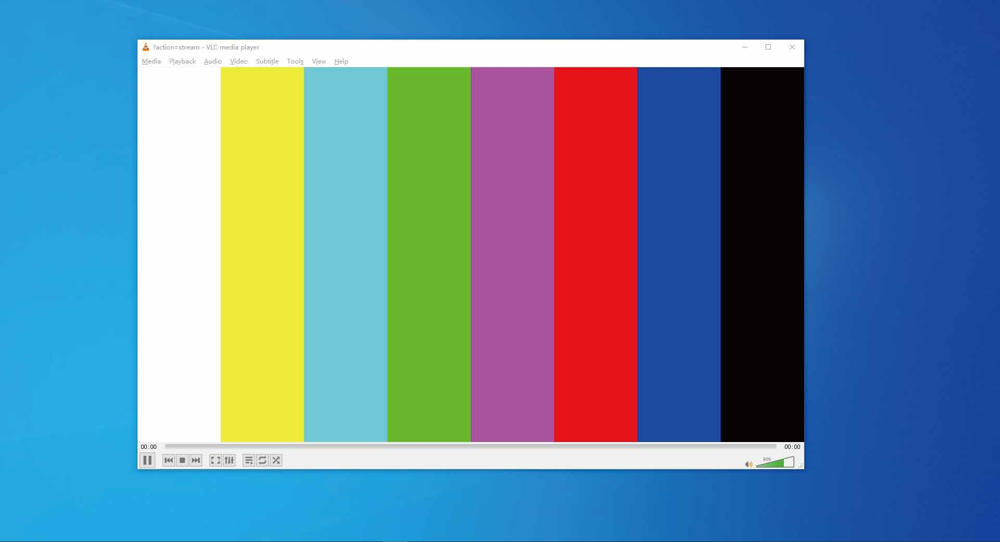 ?action=stream - VLC media player
Media Playback Audio Video Subtitle Tools View Help
00:00 00:00
90%